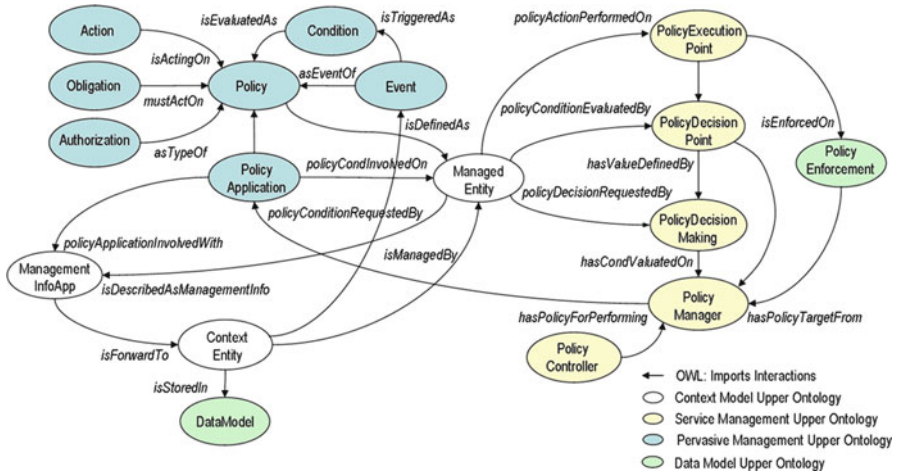 Action
isEvaluatedAs
Condition
isTriggeredAs
policyActionPerformedOn
PolicyExecution
Point
isActingOn
Obligation
mustActOn
Policy
asEventOf
Event
policyConditionEvaluatedBy
PolicyDecision
Point
isEnforcedOn
Authorization
asTypeOf
isDefinedAs
Policy
Enforcement
Policy
Application
policyCondInvolvedOn
Managed
Entity
hasValueDefinedBy
policyDecisionRequestedBy
policyConditionRequestedBy
PolicyDecision
Making
policyApplicationInvolvedWith
isManagedBy
hasCondValuatedOn
Management
InfoApp
isDescribedAsManagementInfo
Policy
Manager
hasPolicyForPerforming
hasPolicyTargetFrom
isForwardTo
Context
Entity
Policy
Controller
isStoredIn
DataModel
OWL: Imports Interactions
Context Model Upper Ontology
Service Management Upper Ontology
Pervasive Management Upper Ontology
Data Model Upper Ontology